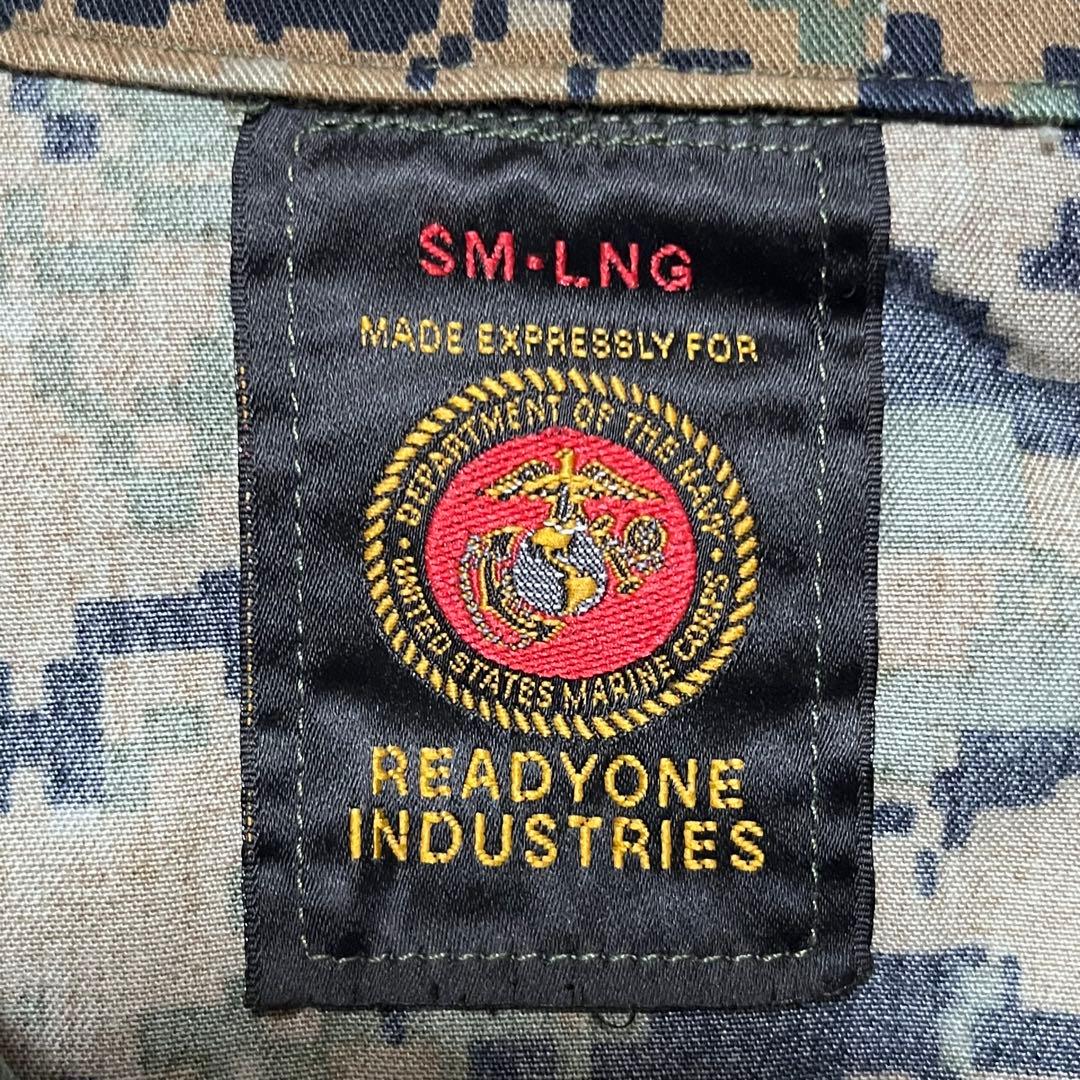 SM•LNG
MADE EXPRESSLY FOR
DEPARTMENT OF THE NAVY
• UNITED STATES MARINE CORPS •
READYONE
INDUSTRIES